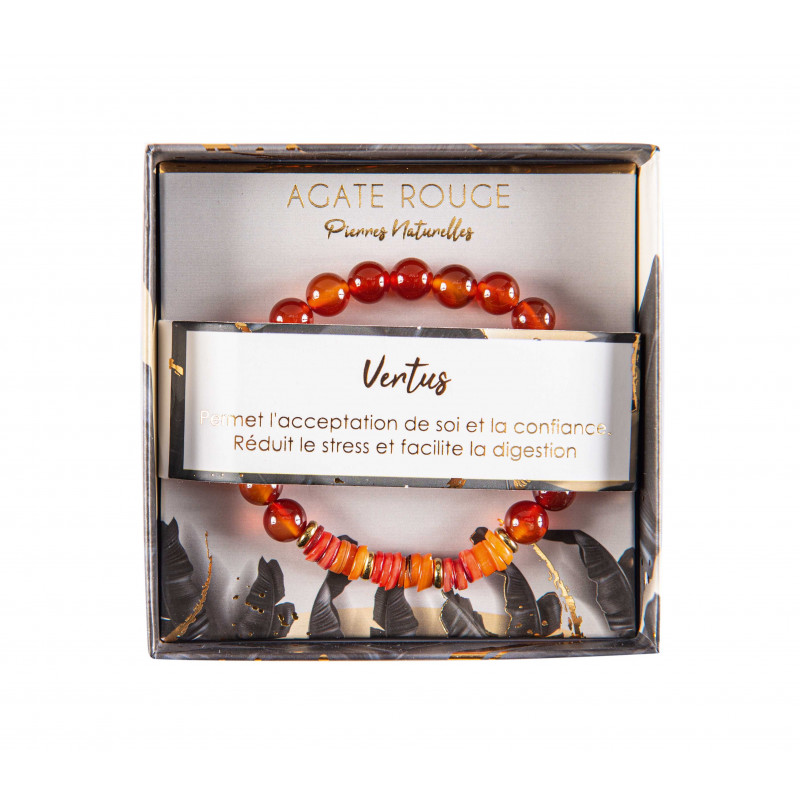 AGATE ROUGE
Pierres Naturelles
Vertus
Permet l'acceptation de soi et la confiance.
Réduit le stress et facilite la digestion